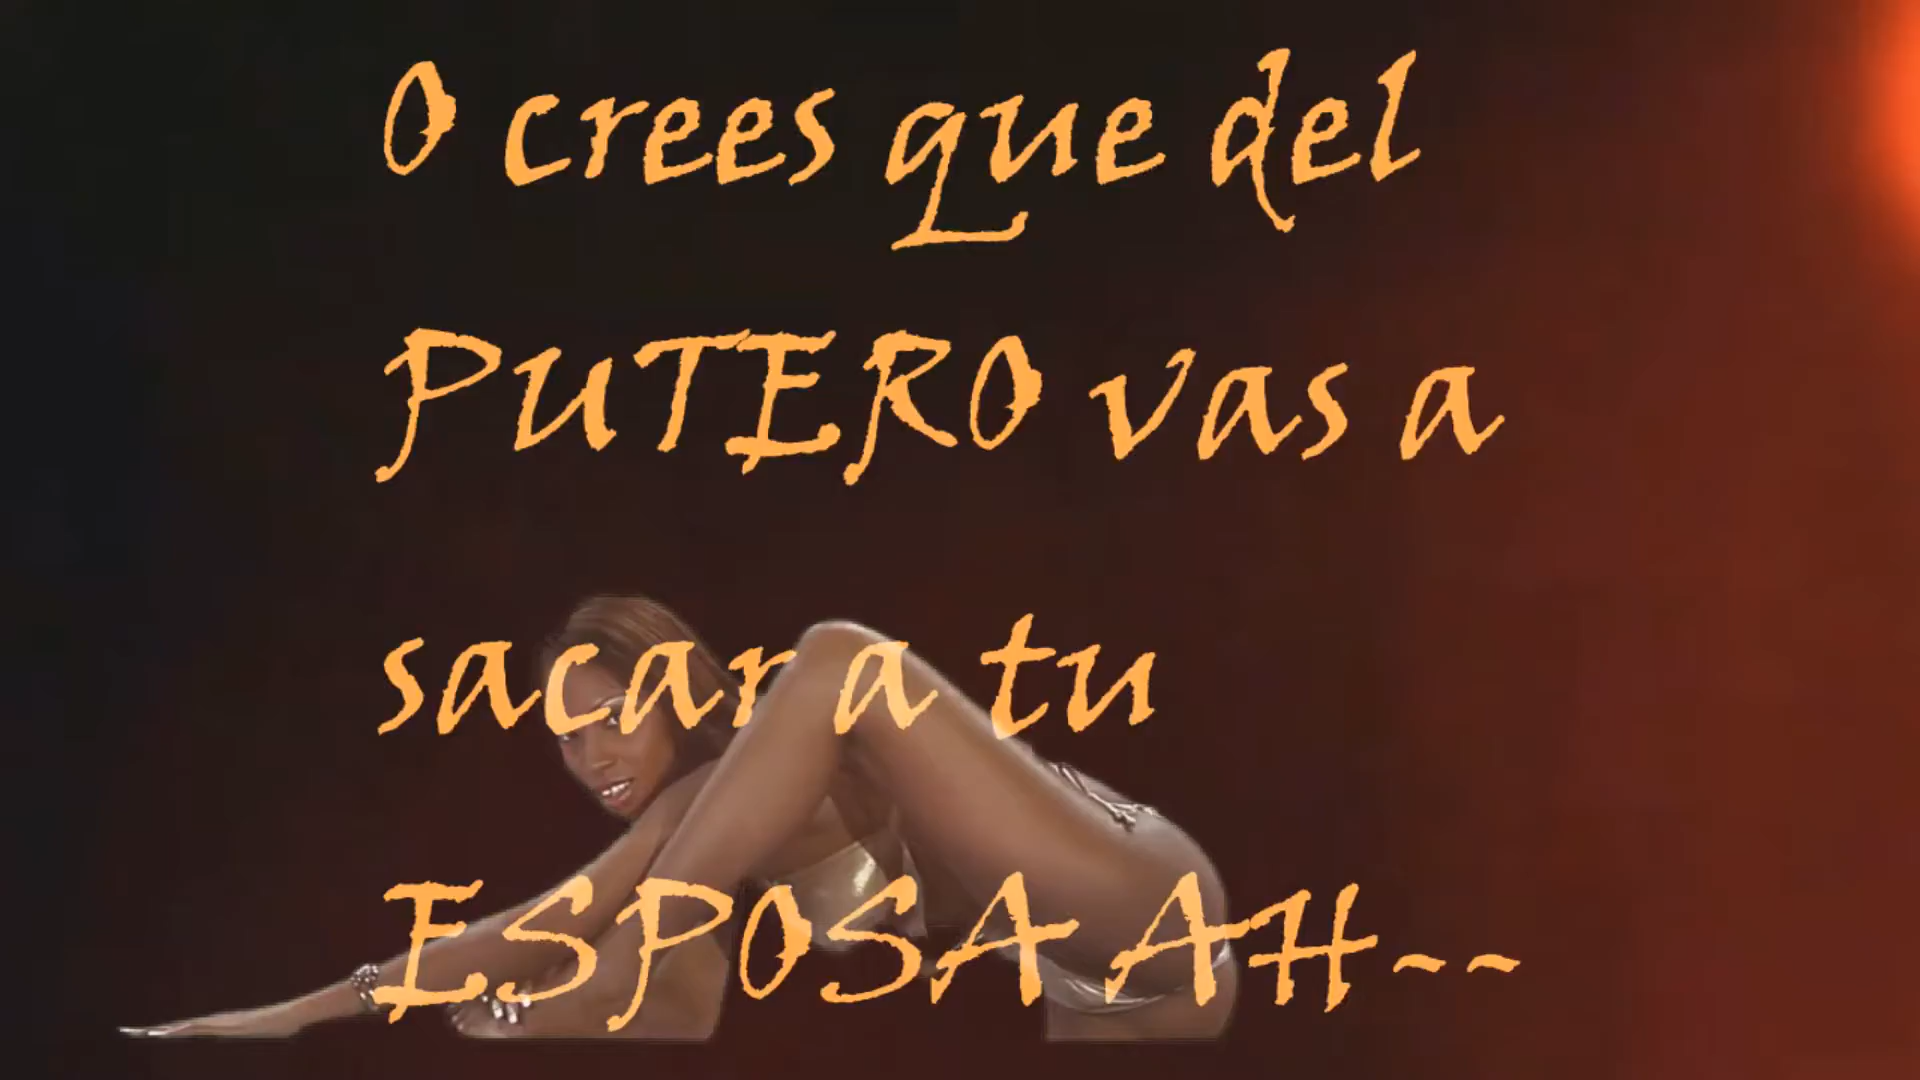 O crees que del
PUTERO vas a
sacar a tu
ESPOSA AH--